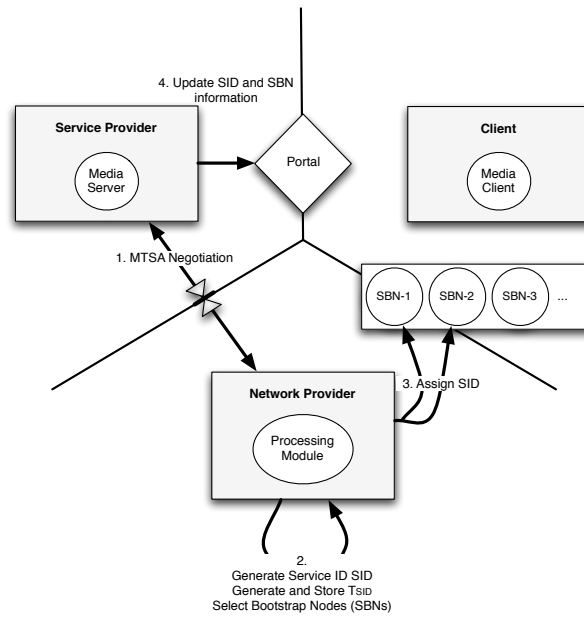 4. Update SID and SBN
information
Service Provider
Media
Server
Portal
Client
Media
Client
1. MTSA Negotiation
SBN-1
SBN-2
SBN-3
...
3. Assign SID
Network Provider
Processing
Module
2.
Generate Service ID SID
Generate and Store TSID
Select Bootstrap Nodes (SBNs)